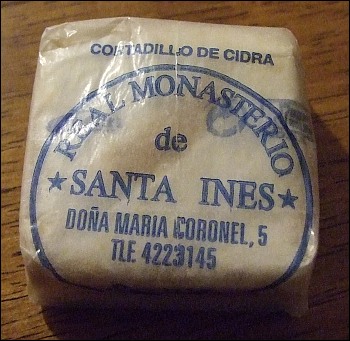 CORTADILLO DE CIDRA
REAL MONASTERIO
de
★ SANTA INES ★
DOÑA MARIA CORONEL, 5
TLF 4223145